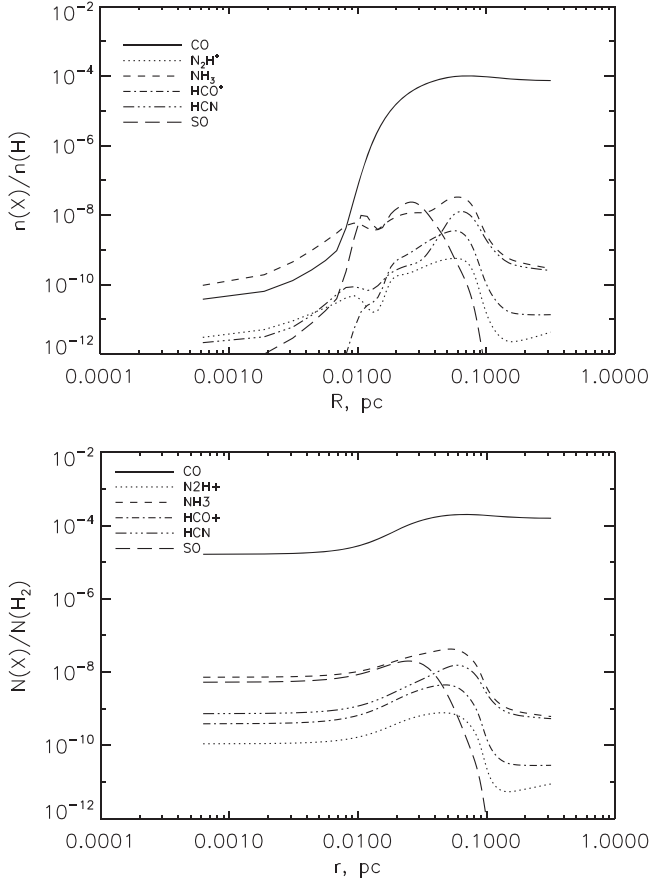 10⁻²
10⁻⁴
10⁻⁶
10⁻⁸
10⁻¹⁰
10⁻¹²
n(X)/n(H)
CO
N₂H⁺
NH₃
HCO⁺
HCN
SO
0.0001 0.0010 0.0100 0.1000 1.0000
R, pc
10⁻²
10⁻⁴
10⁻⁶
10⁻⁸
10⁻¹⁰
10⁻¹²
N(X)/N(H₂)
CO
N2H+
NH3
HCO+
HCN
SO
0.0001 0.0010 0.0100 0.1000 1.0000
r, pc